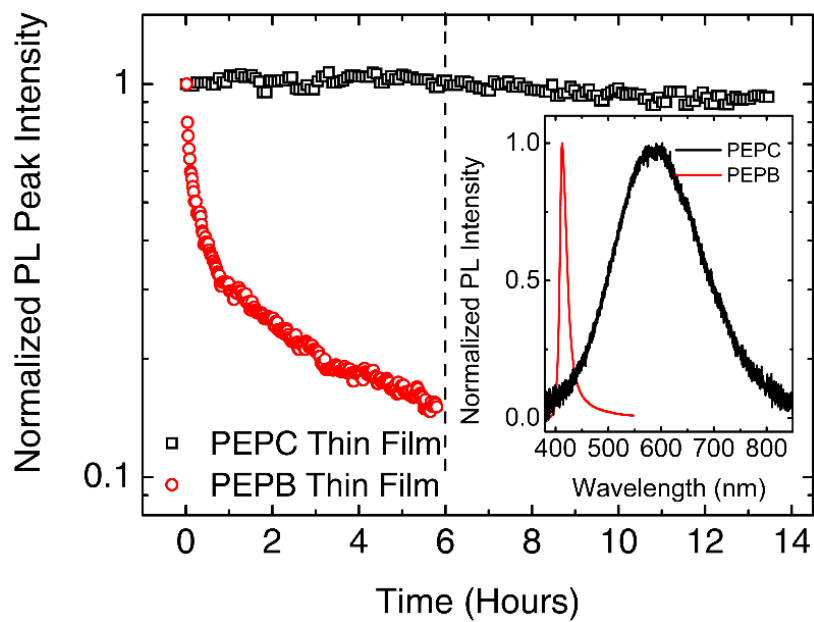 Normalized PL Peak Intensity
1
0.1
0
2
4
6
8
10
12
14
Time (Hours)
PEPC Thin Film
PEPB Thin Film
Normalized PL Intensity
1.0
0.5
0.0
PEPC
PEPB
400
500
600
700
800
Wavelength (nm)